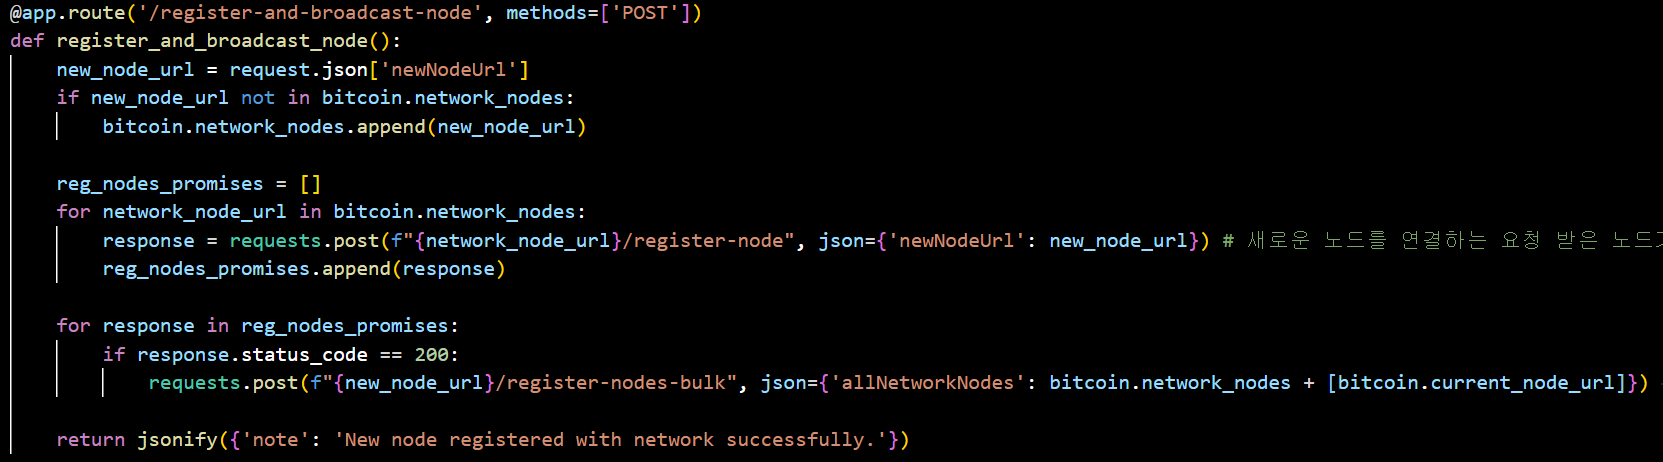 @app.route('/register-and-broadcast-node', methods=['POST'])
def register_and_broadcast_node():
    new_node_url = request.json['newNodeUrl']
    if new_node_url not in bitcoin.network_nodes:
        bitcoin.network_nodes.append(new_node_url)
    reg_nodes_promises = []
    for network_node_url in bitcoin.network_nodes:
        response = requests.post(f"{network_node_url}/register-node", json={'newNodeUrl': new_node_url}) # 새로운 노드를 연결하는 요청 받은
        reg_nodes_promises.append(response)
    for response in reg_nodes_promises:
        if response.status_code == 200:
            requests.post(f"{new_node_url}/register-nodes-bulk", json={'allNetworkNodes': bitcoin.network_nodes + [bitcoin.current_node_url]})
    return jsonify({'note': 'New node registered with network successfully.'})